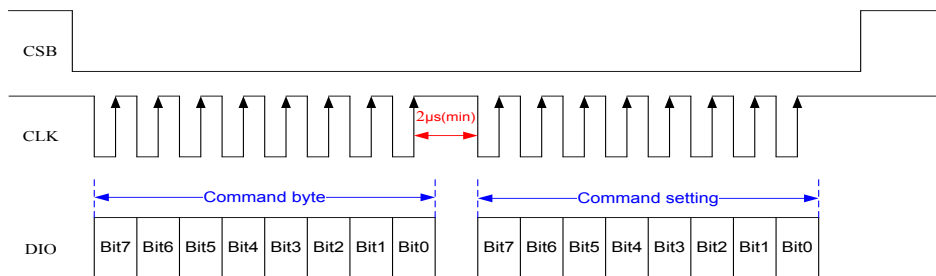 CSB
2μs(min)
CLK
Command byte
Command setting
DIO
Bit7 Bit6 Bit5 Bit4 Bit3 Bit2 Bit1 Bit0
Bit7 Bit6 Bit5 Bit4 Bit3 Bit2 Bit1 Bit0